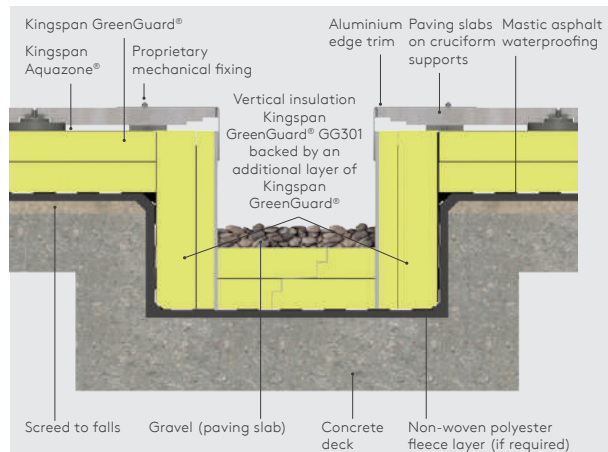 Kingspan GreenGuard®
Kingspan
Aquazone®
Proprietary
mechanical fixing
Vertical insulation
Kingspan
GreenGuard® GG301
backed by an
additional layer of
Kingspan
GreenGuard®
Aluminium
edge trim
Paving slabs
on cruciform
supports
Mastic asphalt
waterproofing
Screed to falls
Gravel (paving slab)
Concrete
deck
Non-woven polyester
fleece layer (if required)